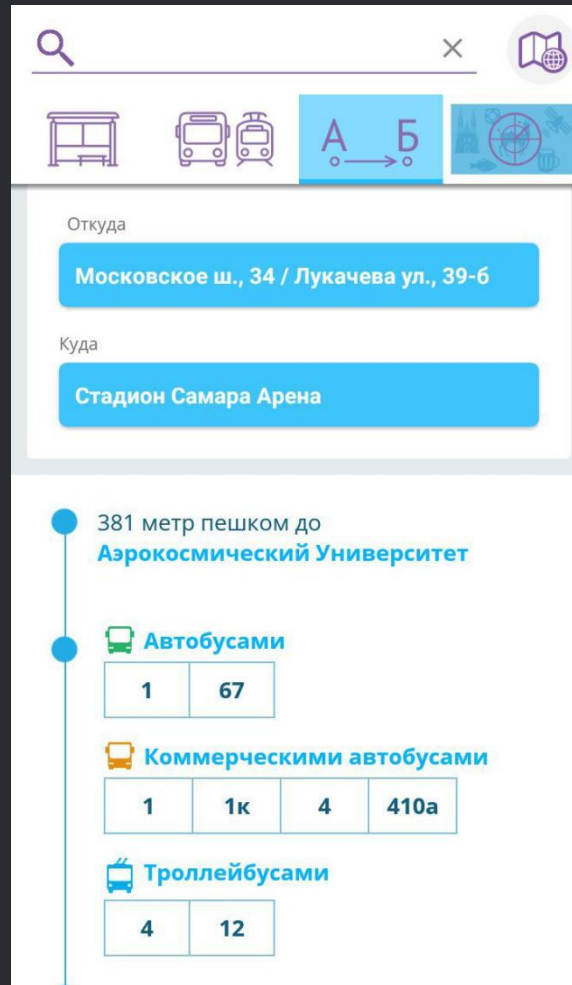 А Б
Откуда
Московское ш., 34 / Лукачева ул., 39-б
Куда
Стадион Самара Арена
381 метр пешком до
Аэрокосмический Университет
Автобусами
1 67
Коммерческими автобусами
1 1к 4 410а
Троллейбусами
4 12